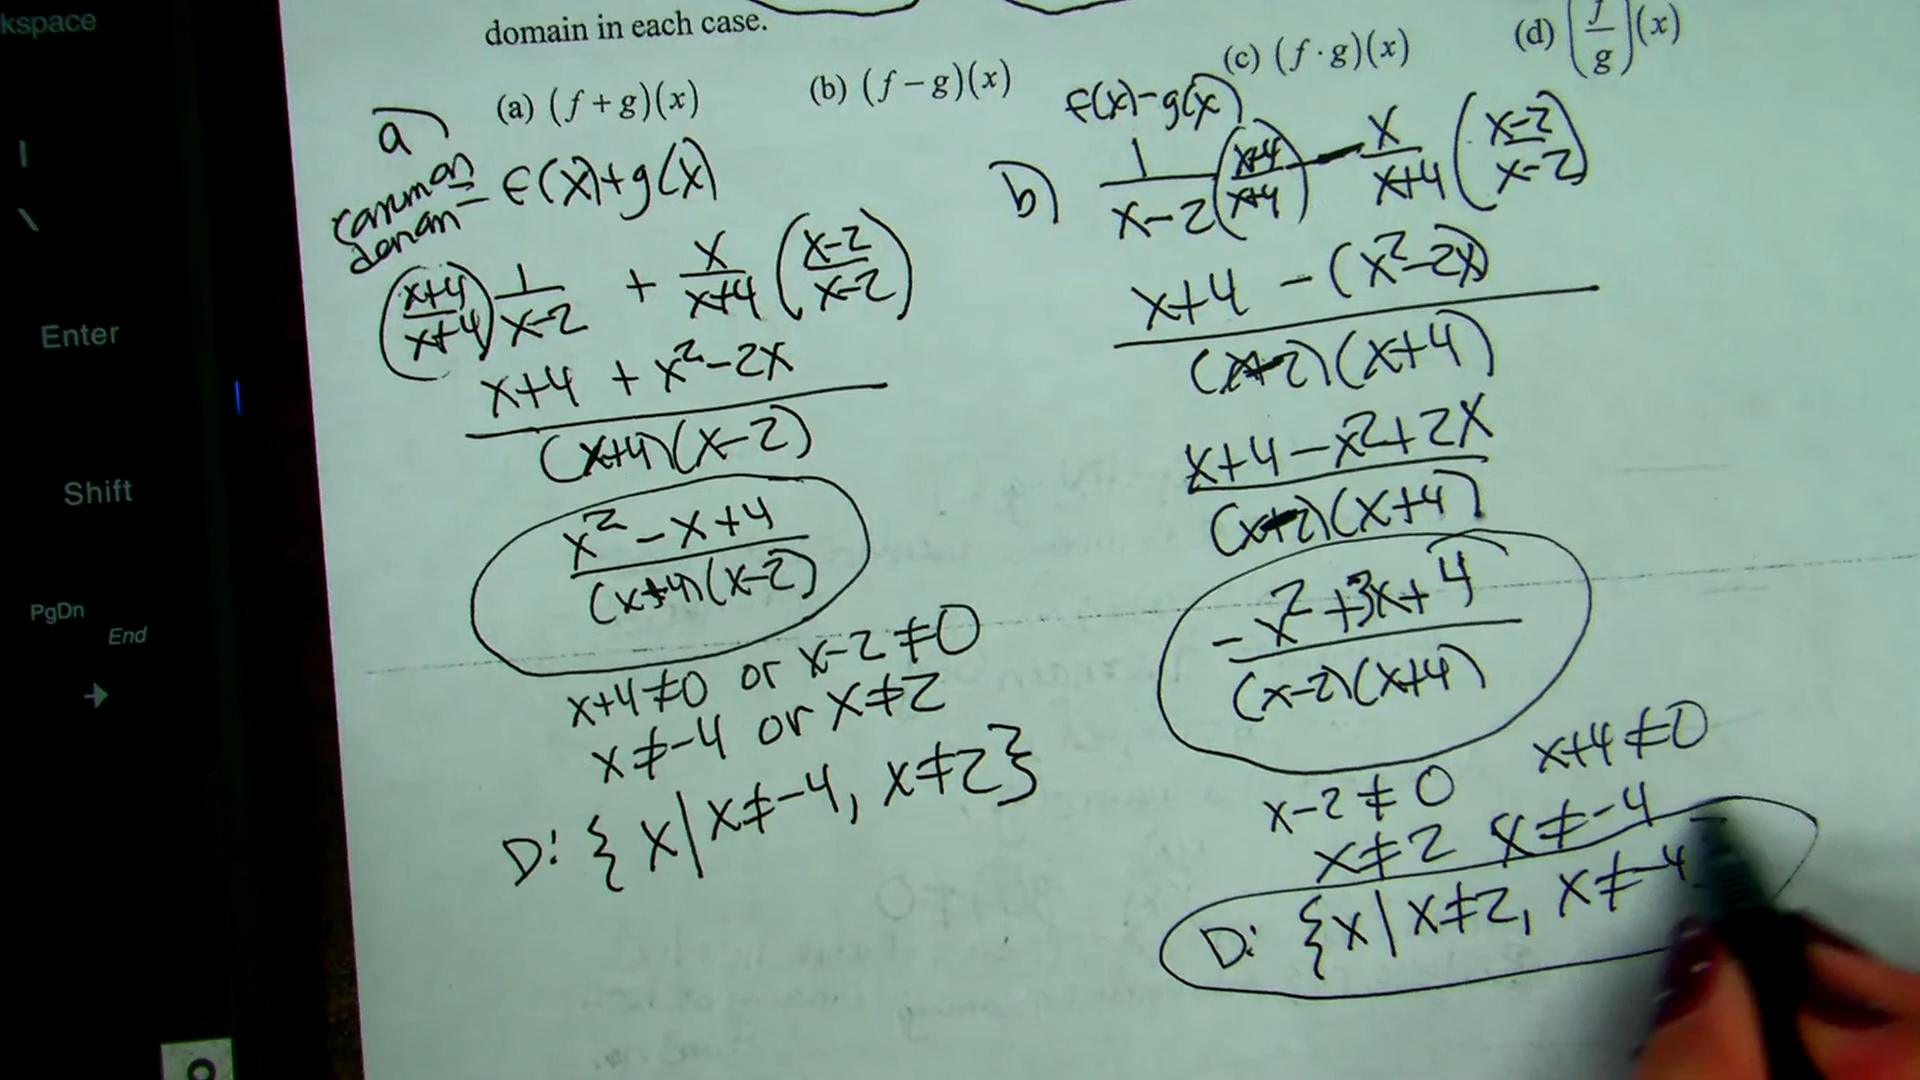 kspace
|
\
Enter
Shift
PgDn
End
→
domain in each case.
(a) (f + g)(x)
(b) (f – g)(x)
(c) (f · g)(x)
(d) (f/g)(x)
a)
common
denom
= f(x)+g(x)
((x+4)/(x+4)) 1/(x-2) + x/(x+4) ((x-2)/(x-2))
x+4 + x²-2x
(x+4)(x-2)
x²-x+4
(x+4)(x-2)
x+4≠0 or x-2≠0
x≠-4 or x≠2
D: {x|x≠-4, x≠2}
f(x)-g(x)
b) 1/(x-2) ((x+4)/(x+4)) - x/(x+4) ((x-2)/(x-2))
x+4 - (x²-2x)
(x-2)(x+4)
x+4-x²+2x
(x-2)(x+4)
-x²+3x+4
(x-2)(x+4)
x-2≠0 x+4≠0
x≠2 x≠-4
D: {x|x≠2, x≠-4